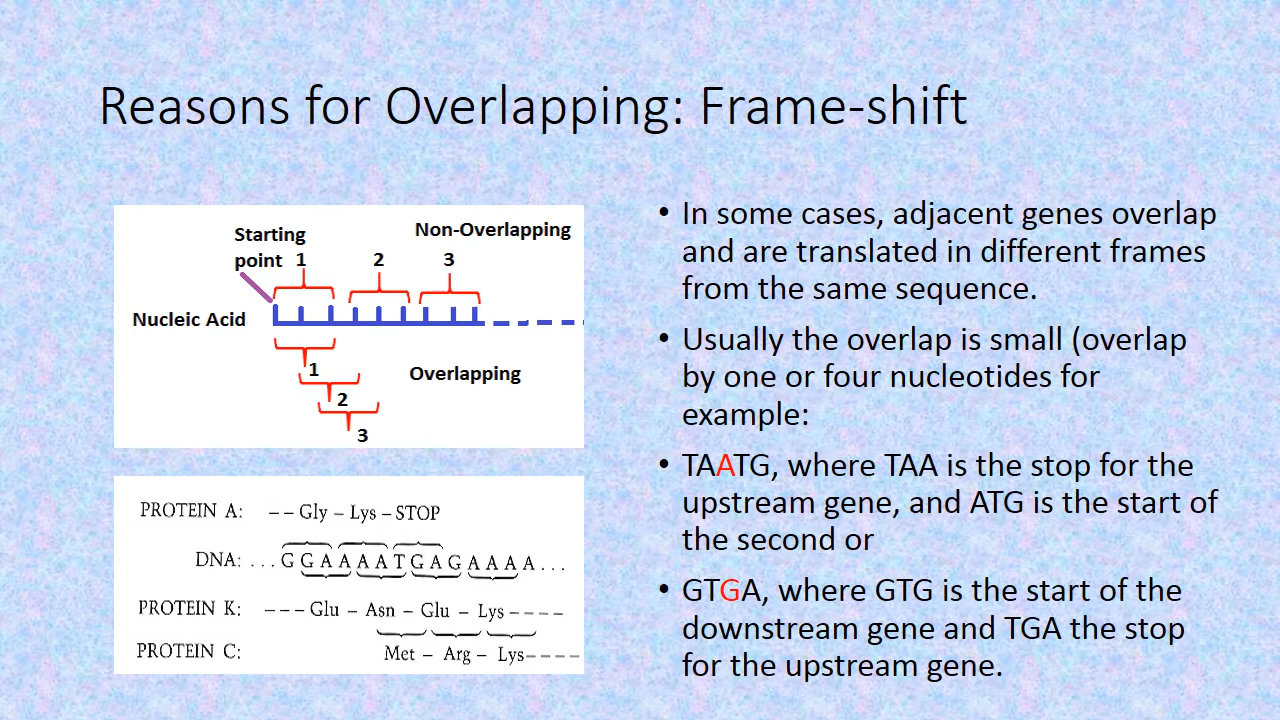 Reasons for Overlapping: Frame-shift
Starting
point 1
Non-Overlapping
2
3
Nucleic Acid
1
Overlapping
2
3
PROTEIN A: – – Gly – Lys – STOP
DNA: . . . G G A A A A T G A G A A A A . . .
PROTEIN K: – – – Glu – Asn – Glu – Lys – – – –
PROTEIN C: Met – Arg – Lys – – – –
• In some cases, adjacent genes overlap
and are translated in different frames
from the same sequence.
• Usually the overlap is small (overlap
by one or four nucleotides for
example:
• TAATG, where TAA is the stop for the
upstream gene, and ATG is the start of
the second or
• GTGA, where GTG is the start of the
downstream gene and TGA the stop
for the upstream gene.